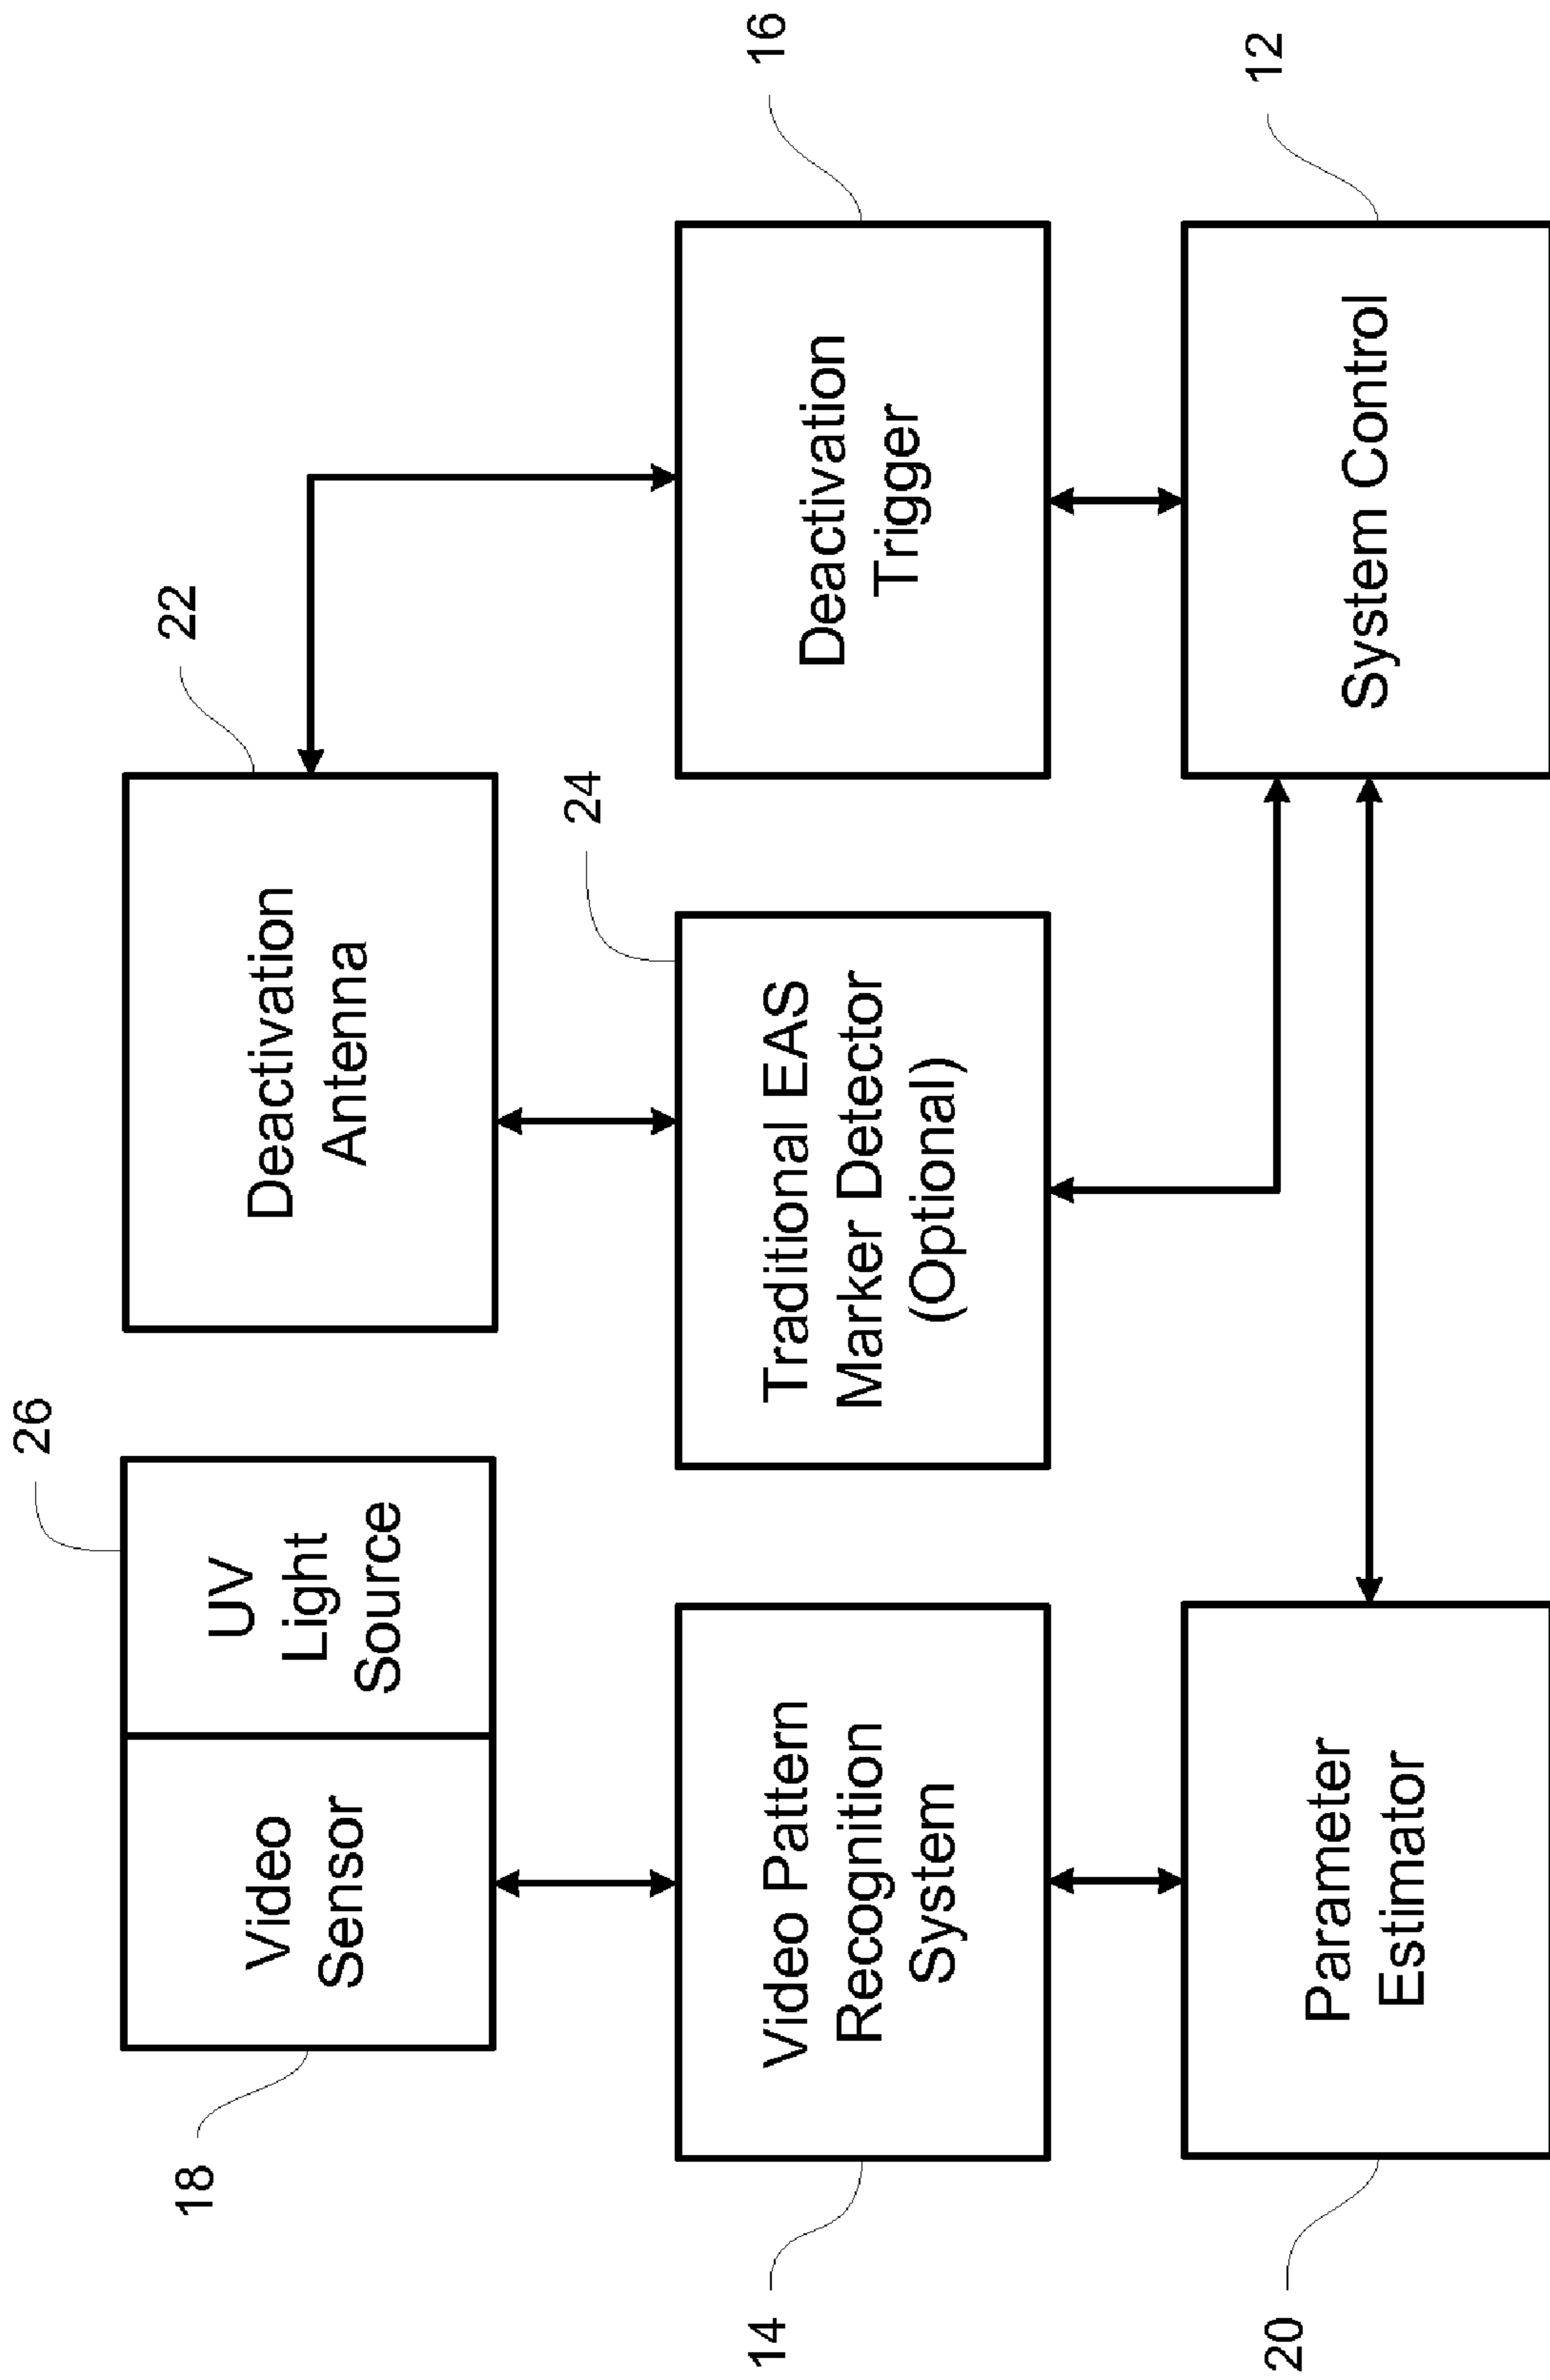 26
22
18
Video
Sensor
UV
Light
Source
Deactivation
Antenna
24
16
14
Video Pattern
Recognition
System
Traditional EAS
Marker Detector
(Optional)
Deactivation
Trigger
20
12
Parameter
Estimator
System Control